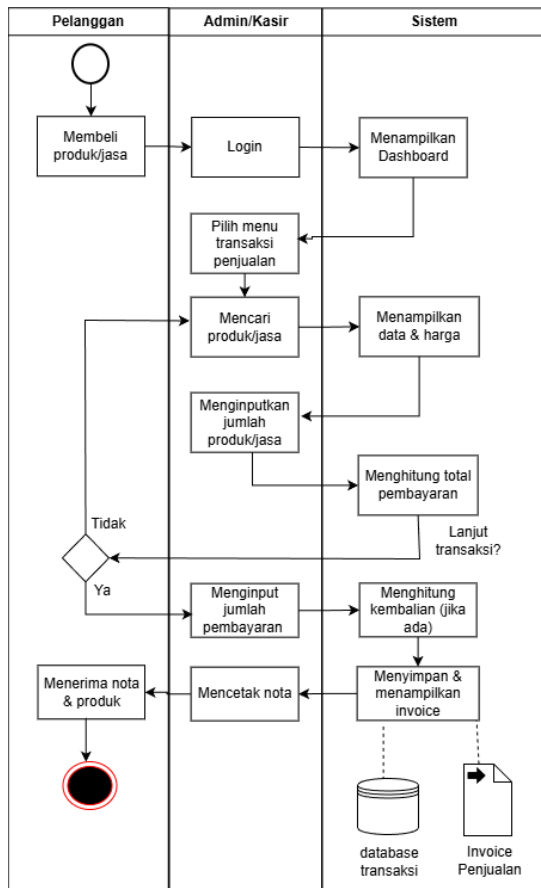 Pelanggan
Admin/Kasir
Sistem
Membeli
produk/jasa
Login
Menampilkan
Dashboard
Pilih menu
transaksi
penjualan
Mencari
produk/jasa
Menampilkan
data & harga
Menginputkan
jumlah
produk/jasa
Menghitung total
pembayaran
Tidak
Lanjut
transaksi?
Ya
Menginput
jumlah
pembayaran
Menghitung
kembalian (jika
ada)
Menerima nota
& produk
Mencetak nota
Menyimpan &
menampilkan
invoice
database
transaksi
Invoice
Penjualan